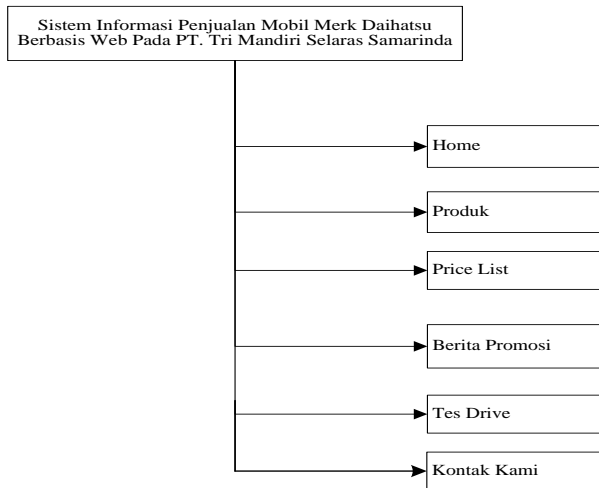 Sistem Informasi Penjualan Mobil Merk Daihatsu
Berbasis Web Pada PT. Tri Mandiri Selaras Samarinda
Home
Produk
Price List
Berita Promosi
Tes Drive
Kontak Kami